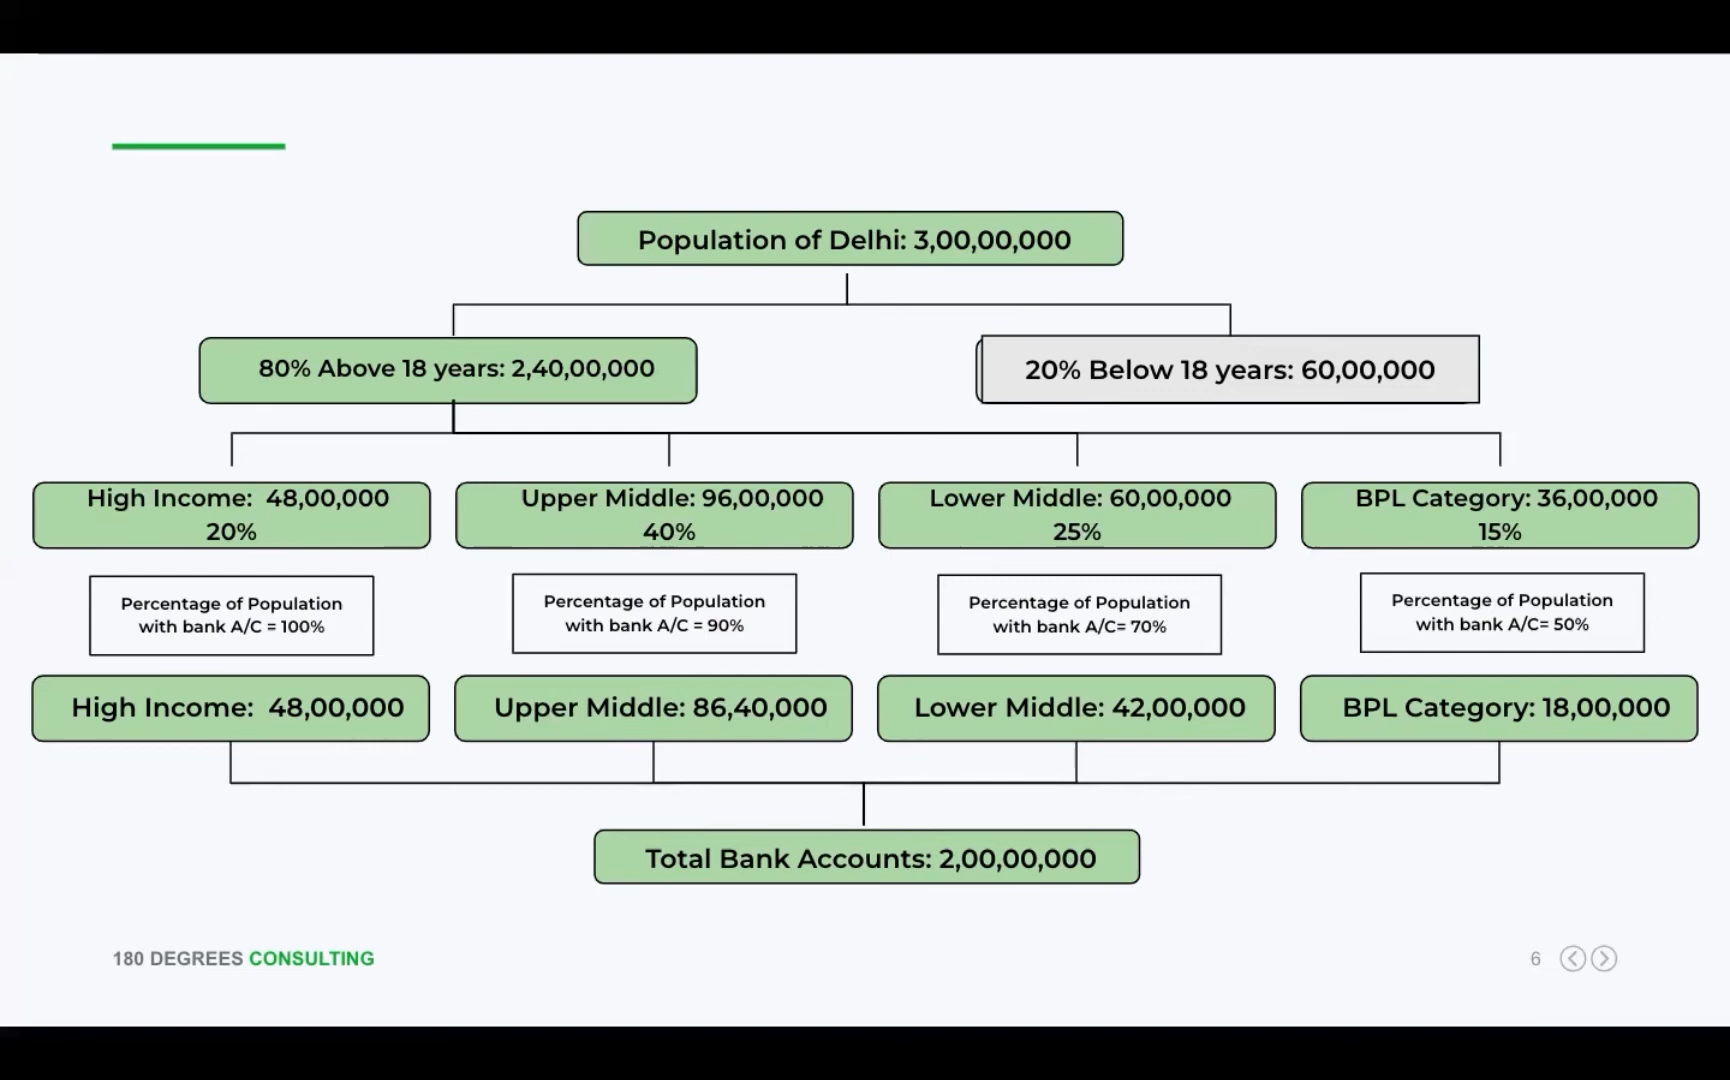 Population of Delhi: 3,00,00,000
80% Above 18 years: 2,40,00,000
20% Below 18 years: 60,00,000
High Income: 48,00,000
20%
Upper Middle: 96,00,000
40%
Lower Middle: 60,00,000
25%
BPL Category: 36,00,000
15%
Percentage of Population
with bank A/C = 100%
Percentage of Population
with bank A/C = 90%
Percentage of Population
with bank A/C= 70%
Percentage of Population
with bank A/C= 50%
High Income: 48,00,000
Upper Middle: 86,40,000
Lower Middle: 42,00,000
BPL Category: 18,00,000
Total Bank Accounts: 2,00,00,000
180 DEGREES CONSULTING
6